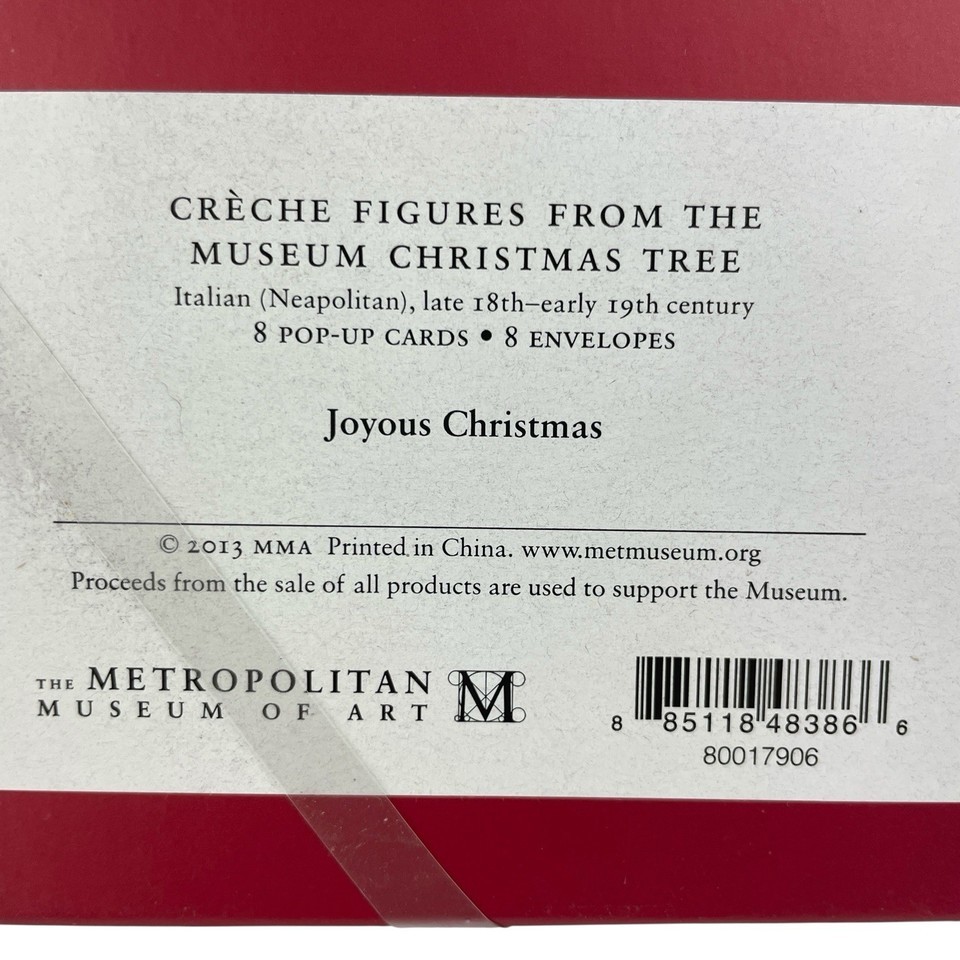 CRÈCHE FIGURES FROM THE
MUSEUM CHRISTMAS TREE
Italian (Neapolitan), late 18th–early 19th century
8 POP-UP CARDS • 8 ENVELOPES
Joyous Christmas
© 2013 MMA Printed in China. www.metmuseum.org
Proceeds from the sale of all products are used to support the Museum.
THE METROPOLITAN
MUSEUM OF ART
M
8 85118 48386 6
80017906